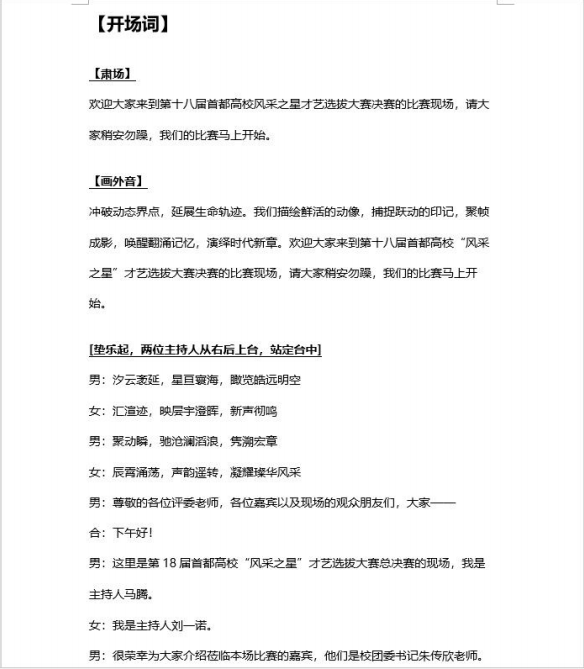 【开场词】
【肃场】
欢迎大家来到第十八届首都高校风采之星才艺选拔大赛决赛的比赛现场，请大
家稍安勿躁，我们的比赛马上开始。
【画外音】
冲破动态界点，延展生命轨迹。我们描绘鲜活的动像，捕捉跃动的印记，聚帧
成影，唤醒翻涌记忆，演绎时代新章。欢迎大家来到第十八届首都高校“风采
之星”才艺选拔大赛决赛的比赛现场，请大家稍安勿躁，我们的比赛马上开
始。
[垫乐起，两位主持人从右后上台，站定台中]
男：汐云袤延，星亘寰海，瞰览皓远明空
女：汇渲迹，映层宇澄晖，新声彻鸣
男：聚动瞬，驰沧澜滔浪，隽溯宏章
女：辰霄涌荡，声韵遥转，凝耀璨华风采
男：尊敬的各位评委老师，各位嘉宾以及现场的观众朋友们，大家——
合：下午好！
男：这里是第 18 届首都高校“风采之星”才艺选拔大赛总决赛的现场，我是
主持人马腾。
女：我是主持人刘一诺。
男：很荣幸为大家介绍莅临本场比赛的嘉宾，他们是校团委书记朱传欣老师。